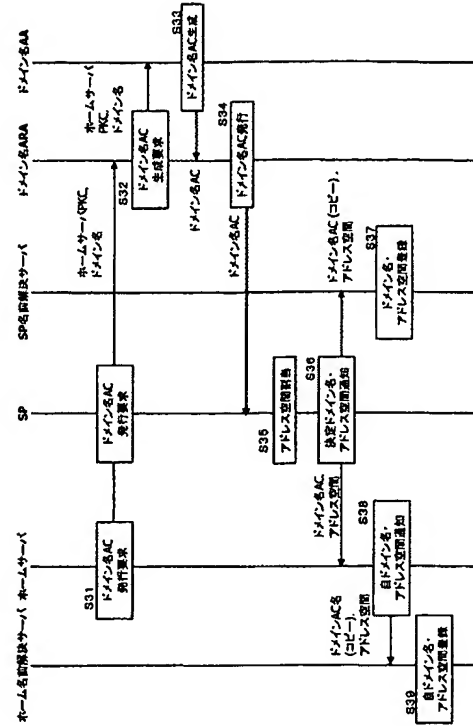 ホーム名前解決サーバ
ホームサーバ
SP
SP名前解決サーバ
ドメイン名ARA
ドメイン名AA
S31
ドメイン名AC
発行要求
ドメイン名AC
発行要求
ホームサーバPKC,
ドメイン名
S32
ドメイン名AC
生成要求
ホームサーバ
PKC,
ドメイン名
S33
ドメイン名AC生成
ドメイン名AC
S34
ドメイン名AC発行
ドメイン名AC
S35
アドレス空間割当
S36
決定ドメイン名・
アドレス空間通知
ドメイン名AC(コピー),
アドレス空間
S37
ドメイン名・
アドレス空間登録
ドメイン名AC,
アドレス空間
S38
自ドメイン名・
アドレス空間通知
ドメインAC名
(コピー),
アドレス空間
S39
自ドメイン名・
アドレス空間登録